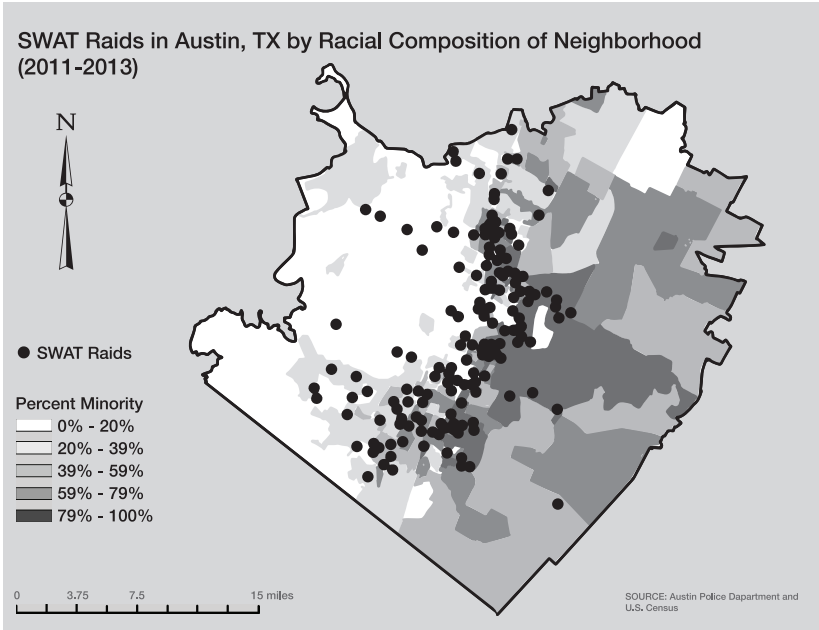 SWAT Raids in Austin, TX by Racial Composition of Neighborhood
(2011-2013)
N
SWAT Raids
Percent Minority
0% - 20%
20% - 39%
39% - 59%
59% - 79%
79% - 100%
0 3.75 7.5 15 miles
SOURCE: Austin Police Dapartment and
U.S. Census